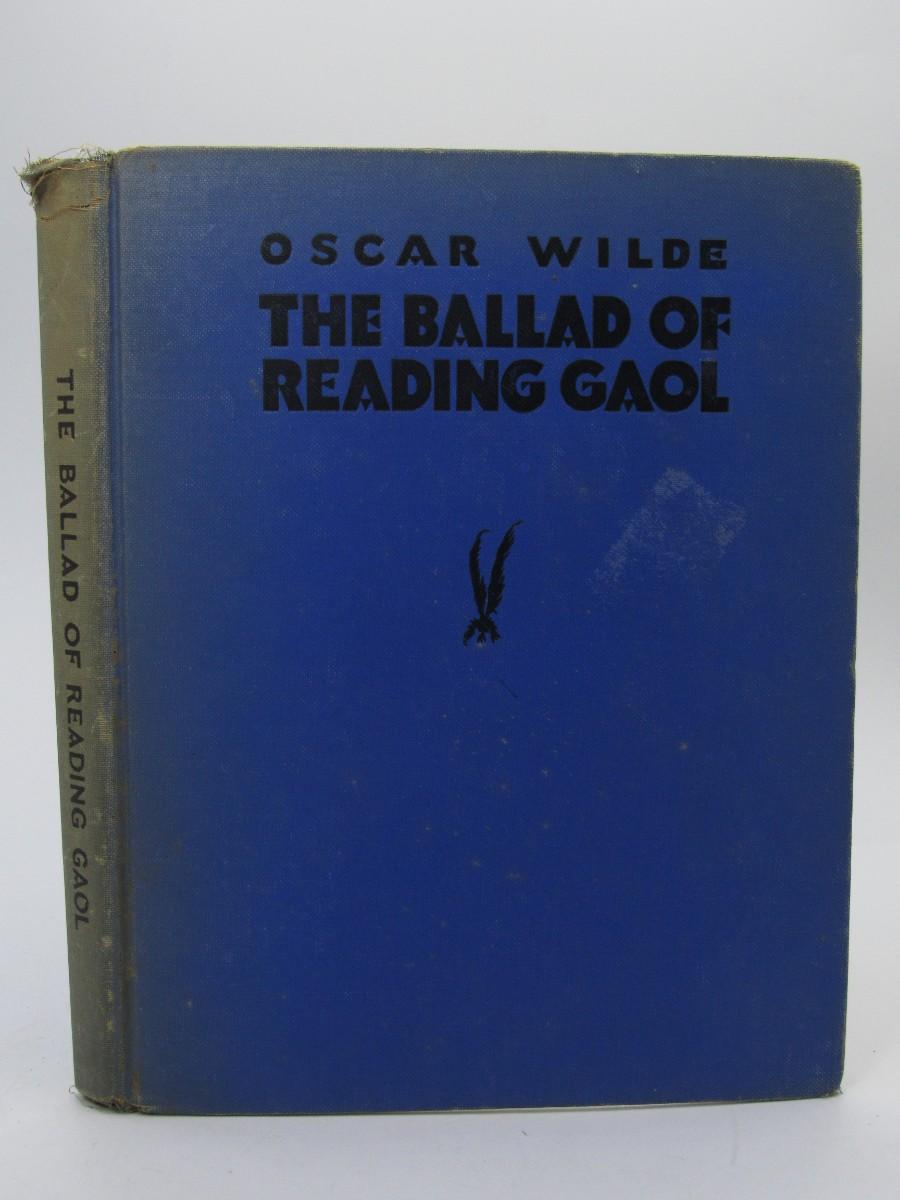 OSCAR WILDE
THE BALLAD OF
READING GAOL
THE BALLAD OF READING GAOL